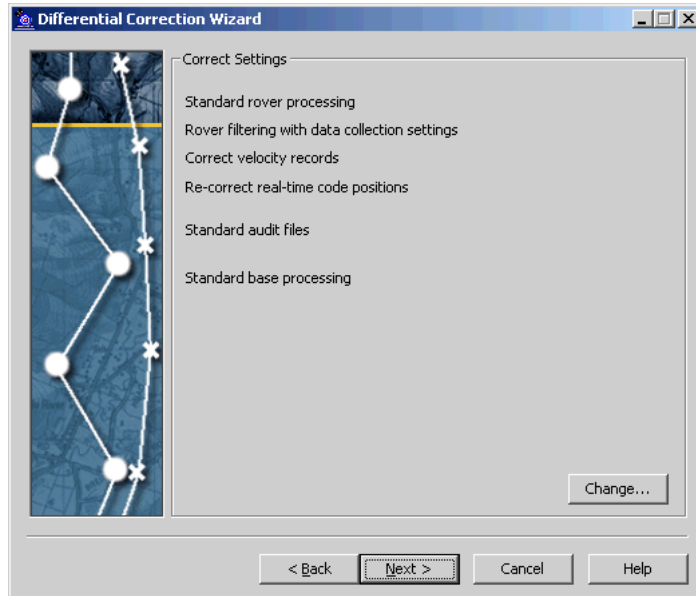 Differential Correction Wizard
Correct Settings
Standard rover processing
Rover filtering with data collection settings
Correct velocity records
Re-correct real-time code positions
Standard audit files
Standard base processing
Change...
< Back
Next >
Cancel
Help